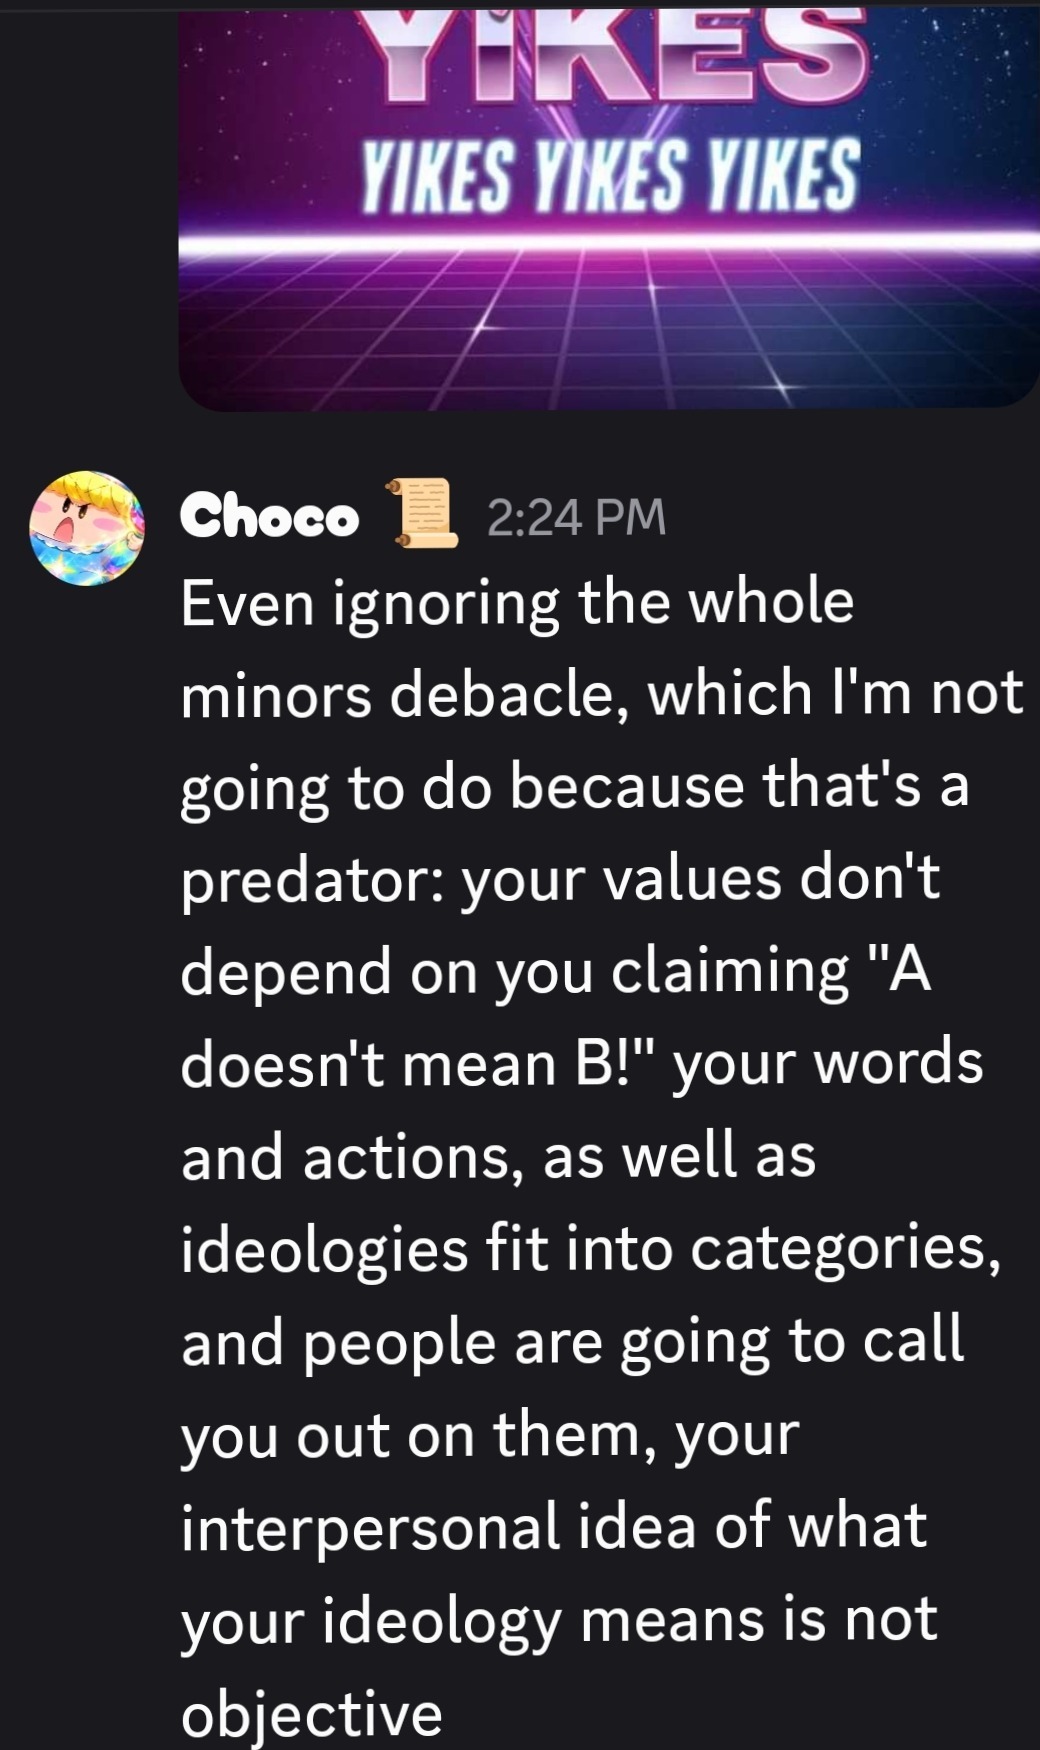 YIKES
YIKES YIKES YIKES
Choco 2:24 PM
Even ignoring the whole
minors debacle, which I'm not
going to do because that's a
predator: your values don't
depend on you claiming "A
doesn't mean B!" your words
and actions, as well as
ideologies fit into categories,
and people are going to call
you out on them, your
interpersonal idea of what
your ideology means is not
objective